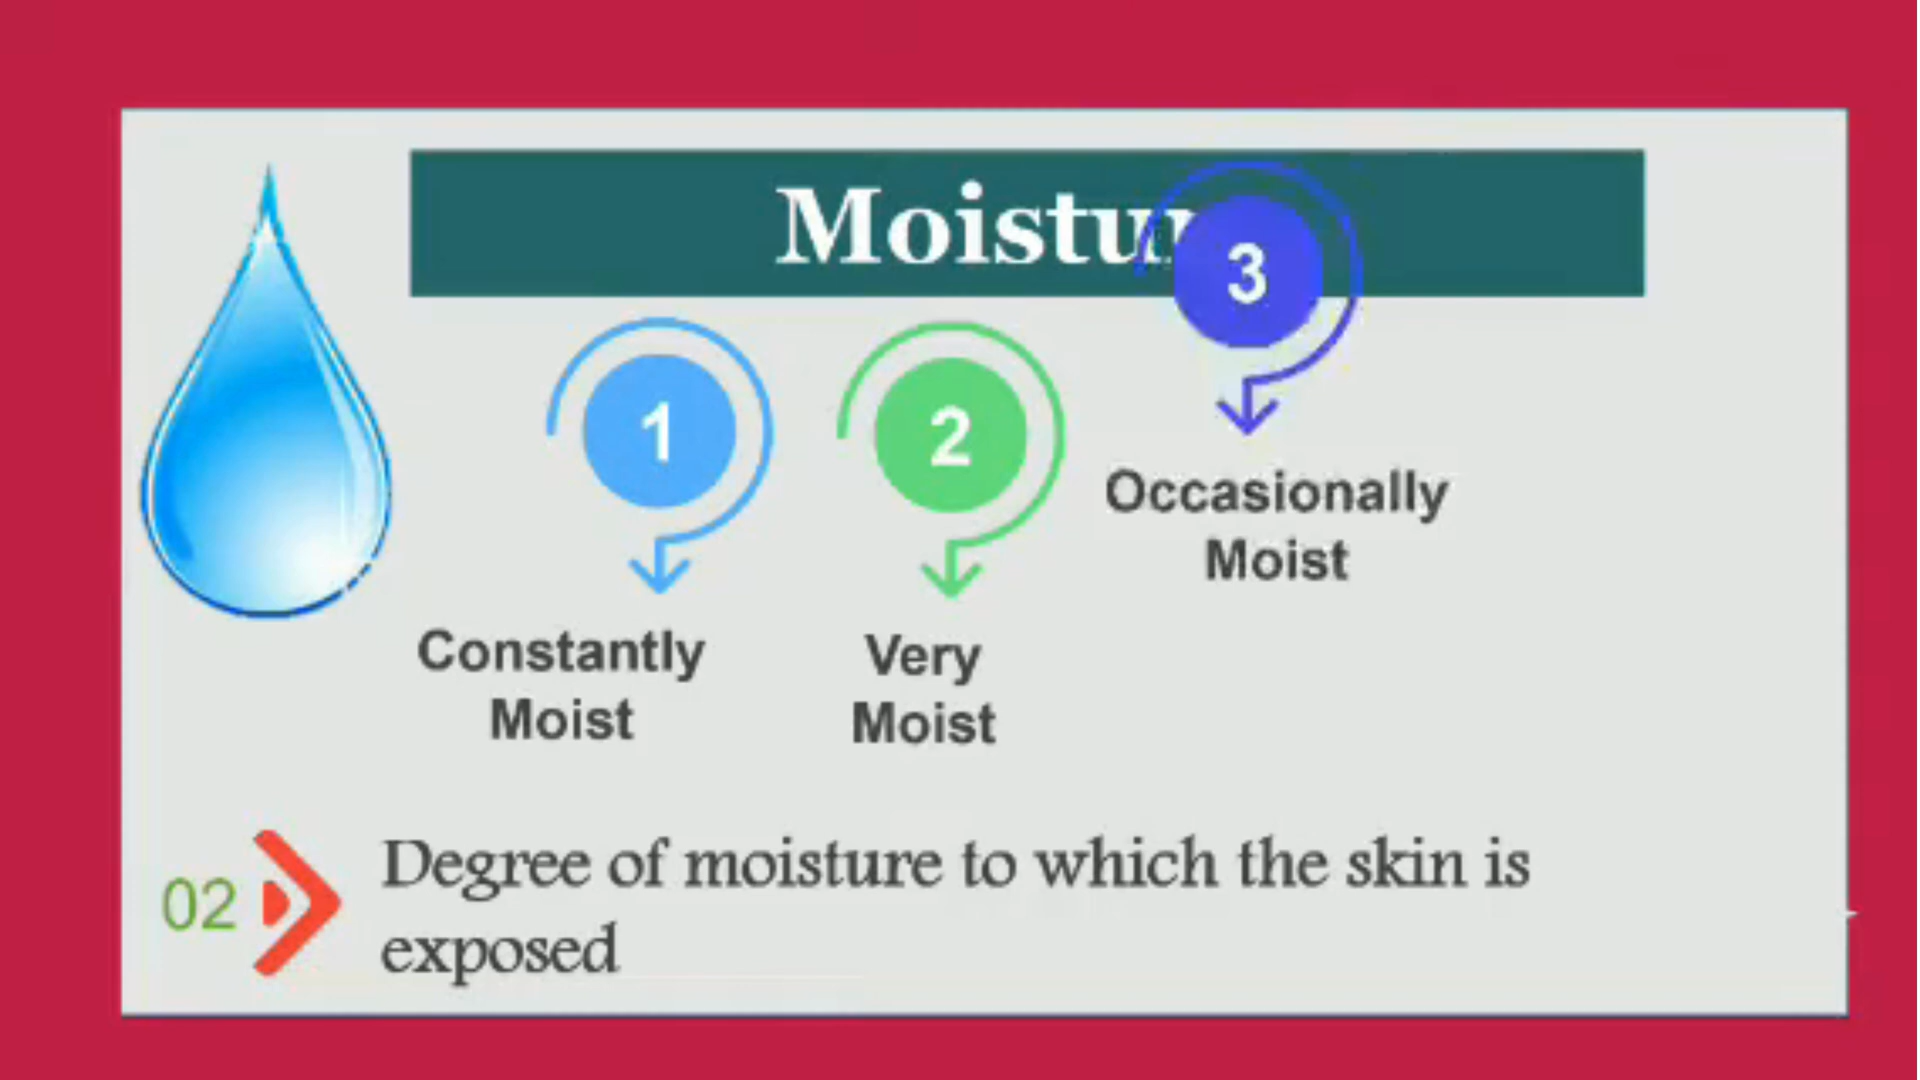 Moistur
1
2
3
Constantly
Moist
Very
Moist
Occasionally
Moist
02
Degree of moisture to which the skin is
exposed